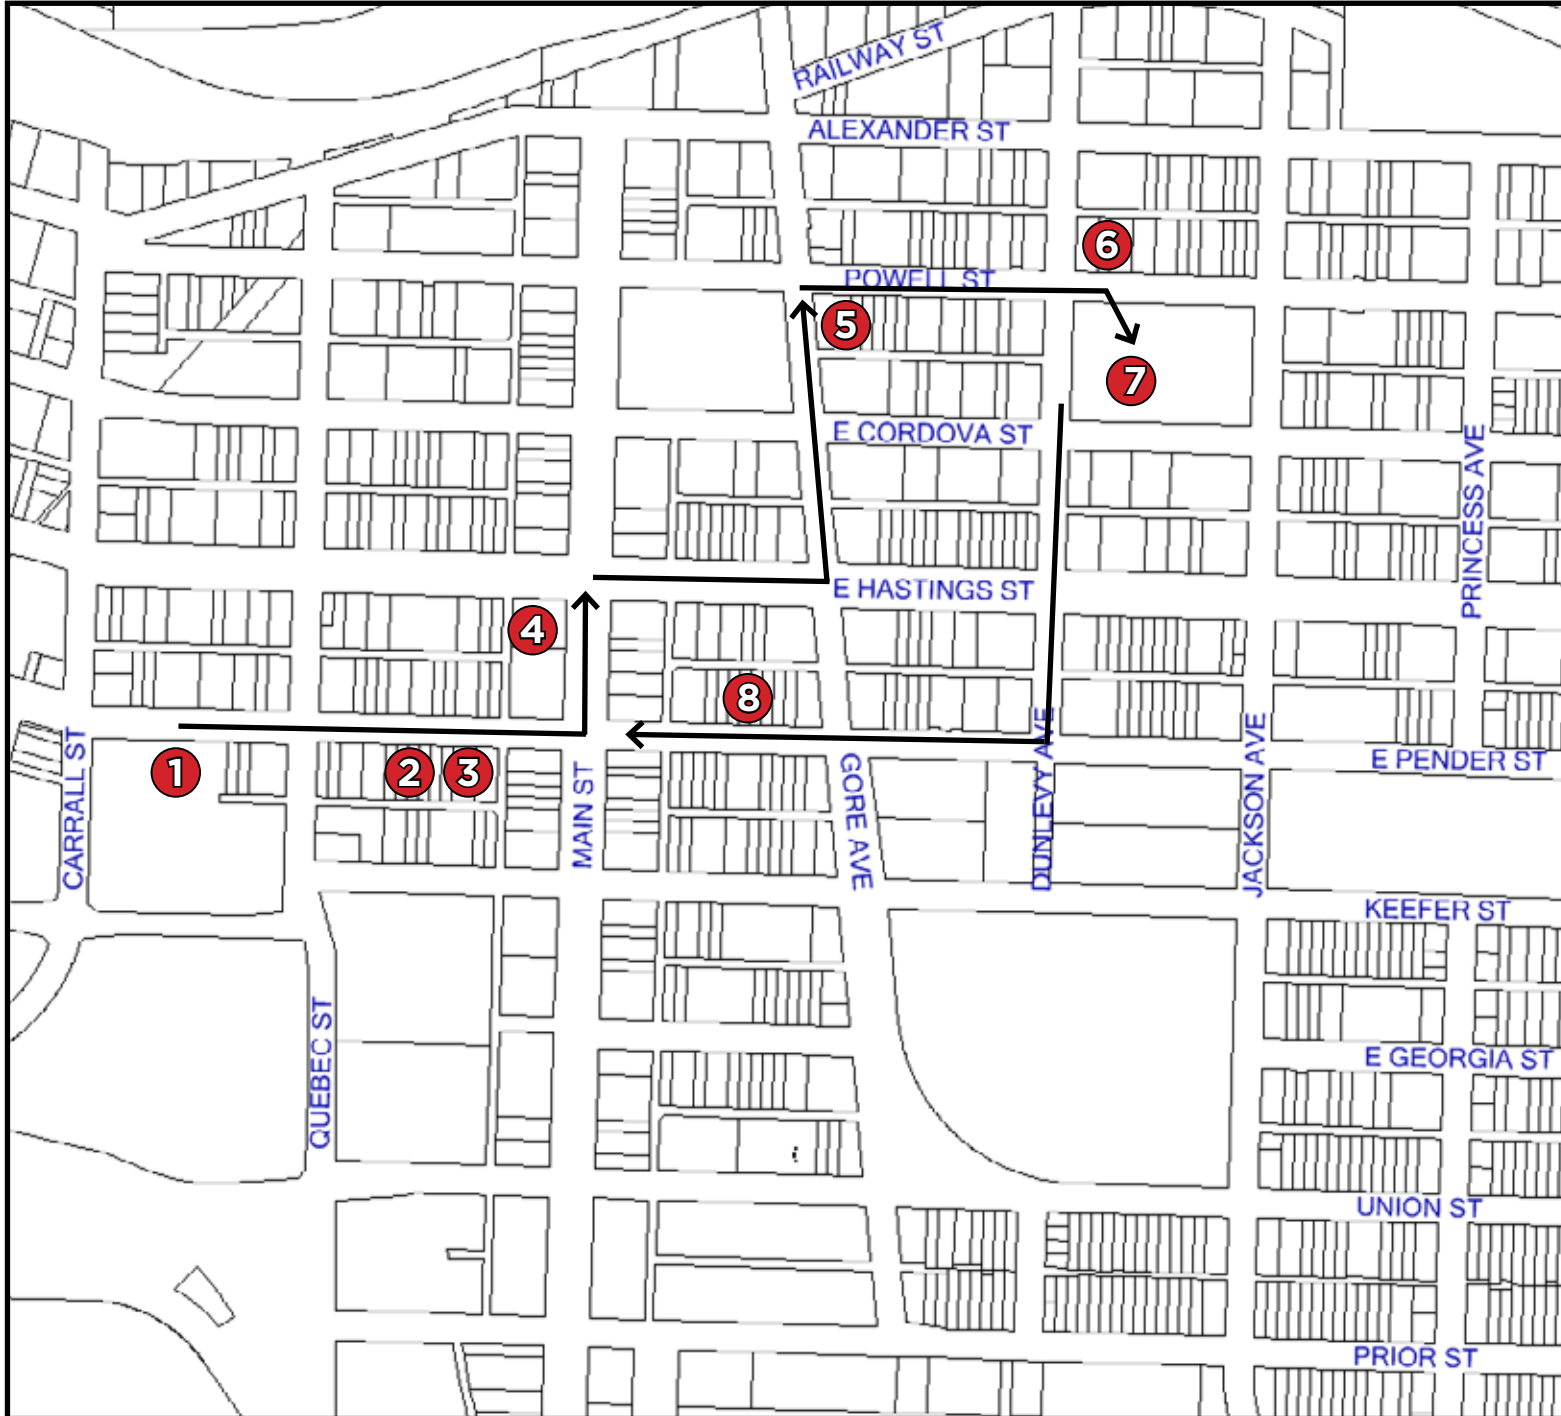 RAILWAY ST
ALEXANDER ST
6
POWELL ST
5
7
E CORDOVA ST
PRINCESS AVE
E HASTINGS ST
4
8
CARRALL ST
1
2
3
MAIN ST
GORE AVE
DUNLEVY AVE
JACKSON AVE
E PENDER ST
KEEFER ST
QUEBEC ST
E GEORGIA ST
UNION ST
PRIOR ST